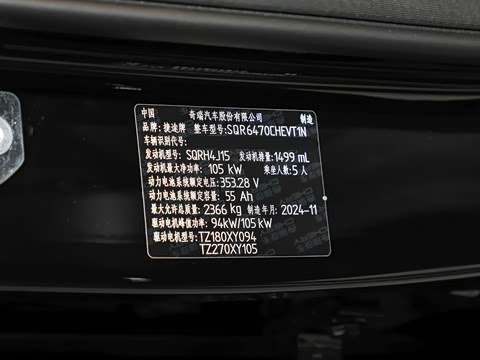 中国 奇瑞汽车股份有限公司 制造
品牌：捷途牌 整车型号：SQR6470CHEVT1N
车辆识别代号：
发动机型号：SQRH4J15 发动机排量：1499 mL
发动机最大净功率：105 kW 乘坐人数：5 人
动力电池系统额定电压：353.28 V
动力电池系统额定容量：55 Ah
最大允许总质量：2366 kg 制造年月：2024-11
驱动电机峰值功率：94kW/105 kW
驱动电机型号：TZ180XY094
TZ270XY105